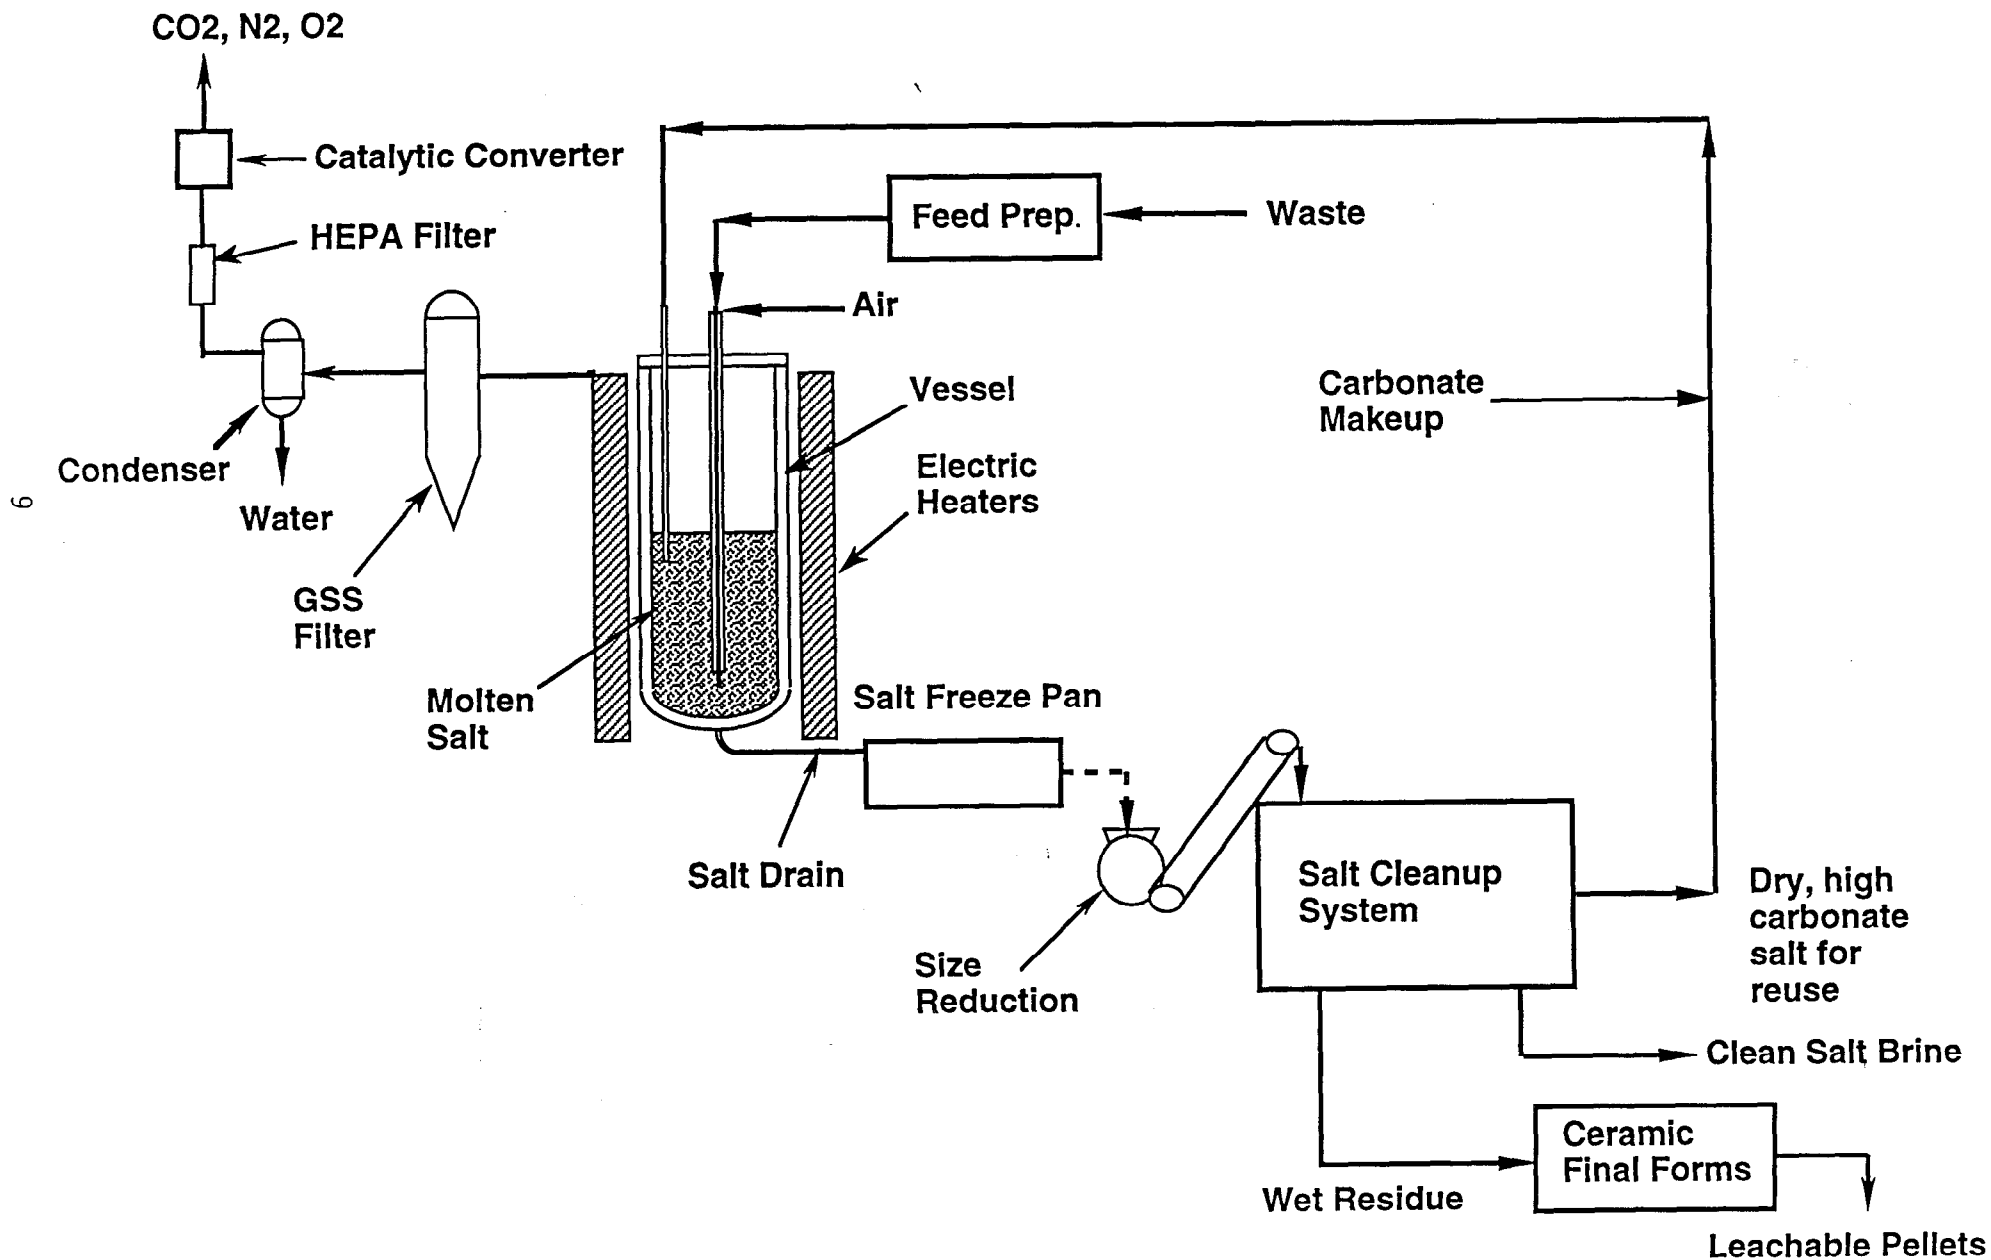 CO2, N2, O2
Catalytic Converter
HEPA Filter
Feed Prep.
Waste
Air
Vessel
Carbonate
Makeup
Condenser
Electric
Heaters
Water
6
GSS
Filter
Molten
Salt
Salt Freeze Pan
Salt Drain
Salt Cleanup
System
Dry, high
carbonate
salt for
reuse
Size
Reduction
Clean Salt Brine
Ceramic
Final Forms
Wet Residue
Leachable Pellets